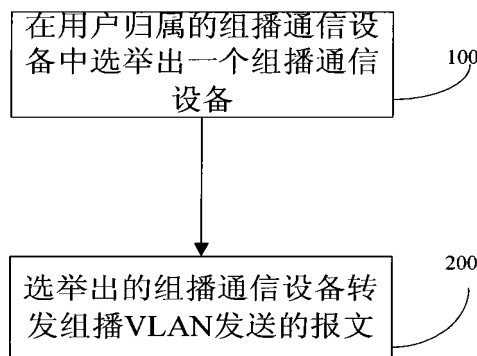 在用户归属的组播通信设
备中选举出一个组播通信
设备
100
选举出的组播通信设备转
发组播VLAN发送的报文
200